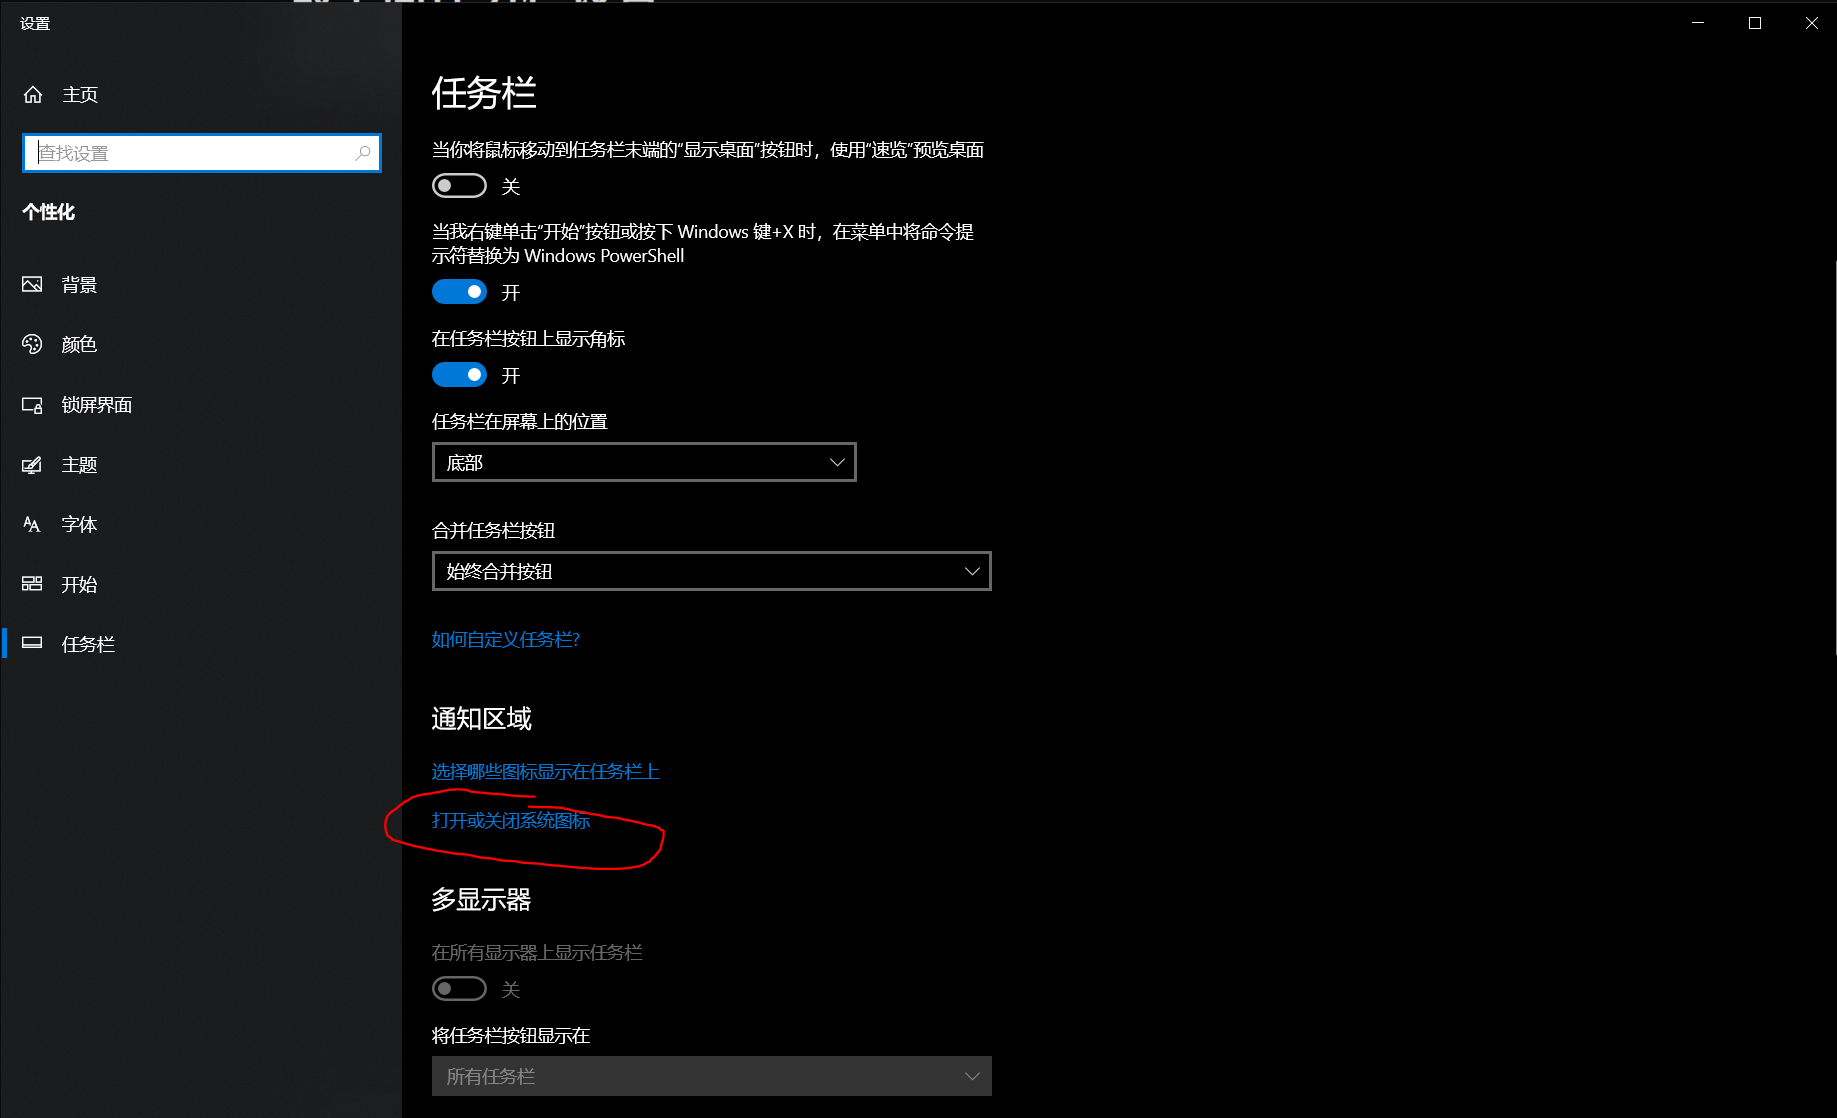 设置
主页
查找设置
个性化
背景
颜色
锁屏界面
主题
字体
开始
任务栏
任务栏
当你将鼠标移动到任务栏末端的“显示桌面”按钮时，使用“速览”预览桌面
关
当我右键单击“开始”按钮或按下 Windows 键+X 时，在菜单中将命令提
示符替换为 Windows PowerShell
开
在任务栏按钮上显示角标
开
任务栏在屏幕上的位置
底部
合并任务栏按钮
始终合并按钮
如何自定义任务栏?
通知区域
选择哪些图标显示在任务栏上
打开或关闭系统图标
多显示器
在所有显示器上显示任务栏
关
将任务栏按钮显示在
所有任务栏